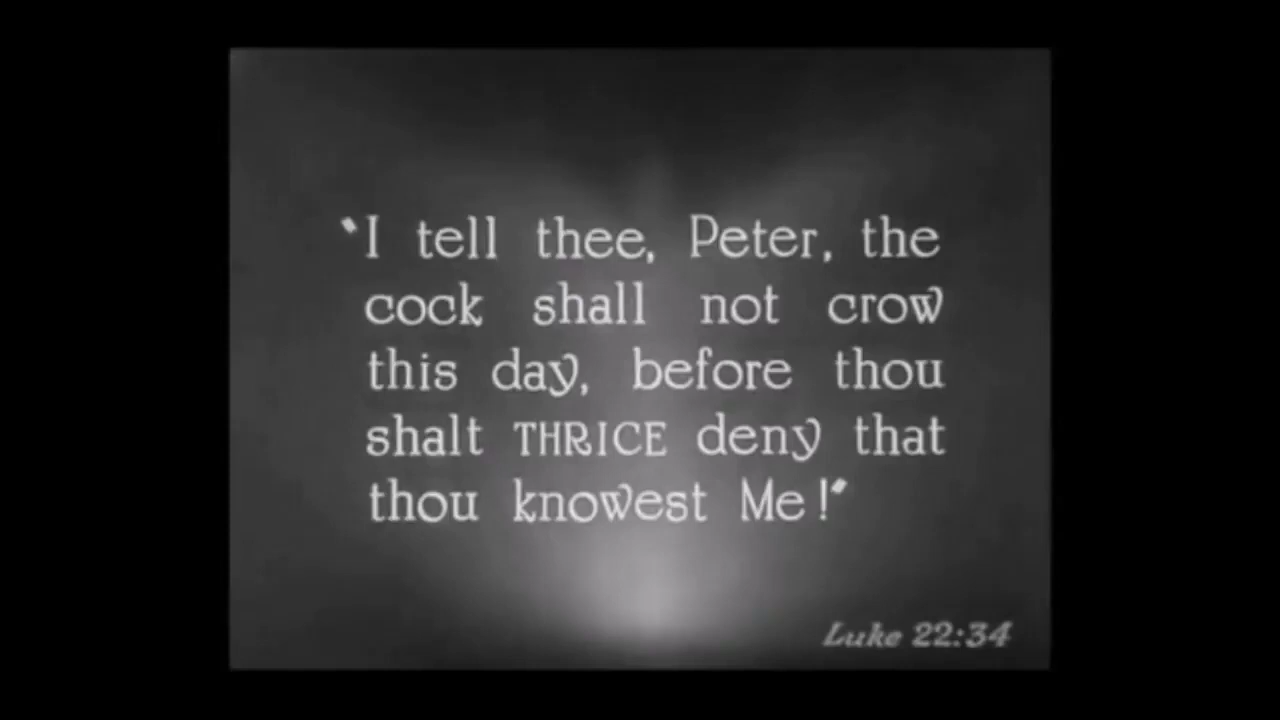 "I tell thee, Peter, the
cock shall not crow
this day, before thou
shalt THRICE deny that
thou knowest Me!"
Luke 22:34